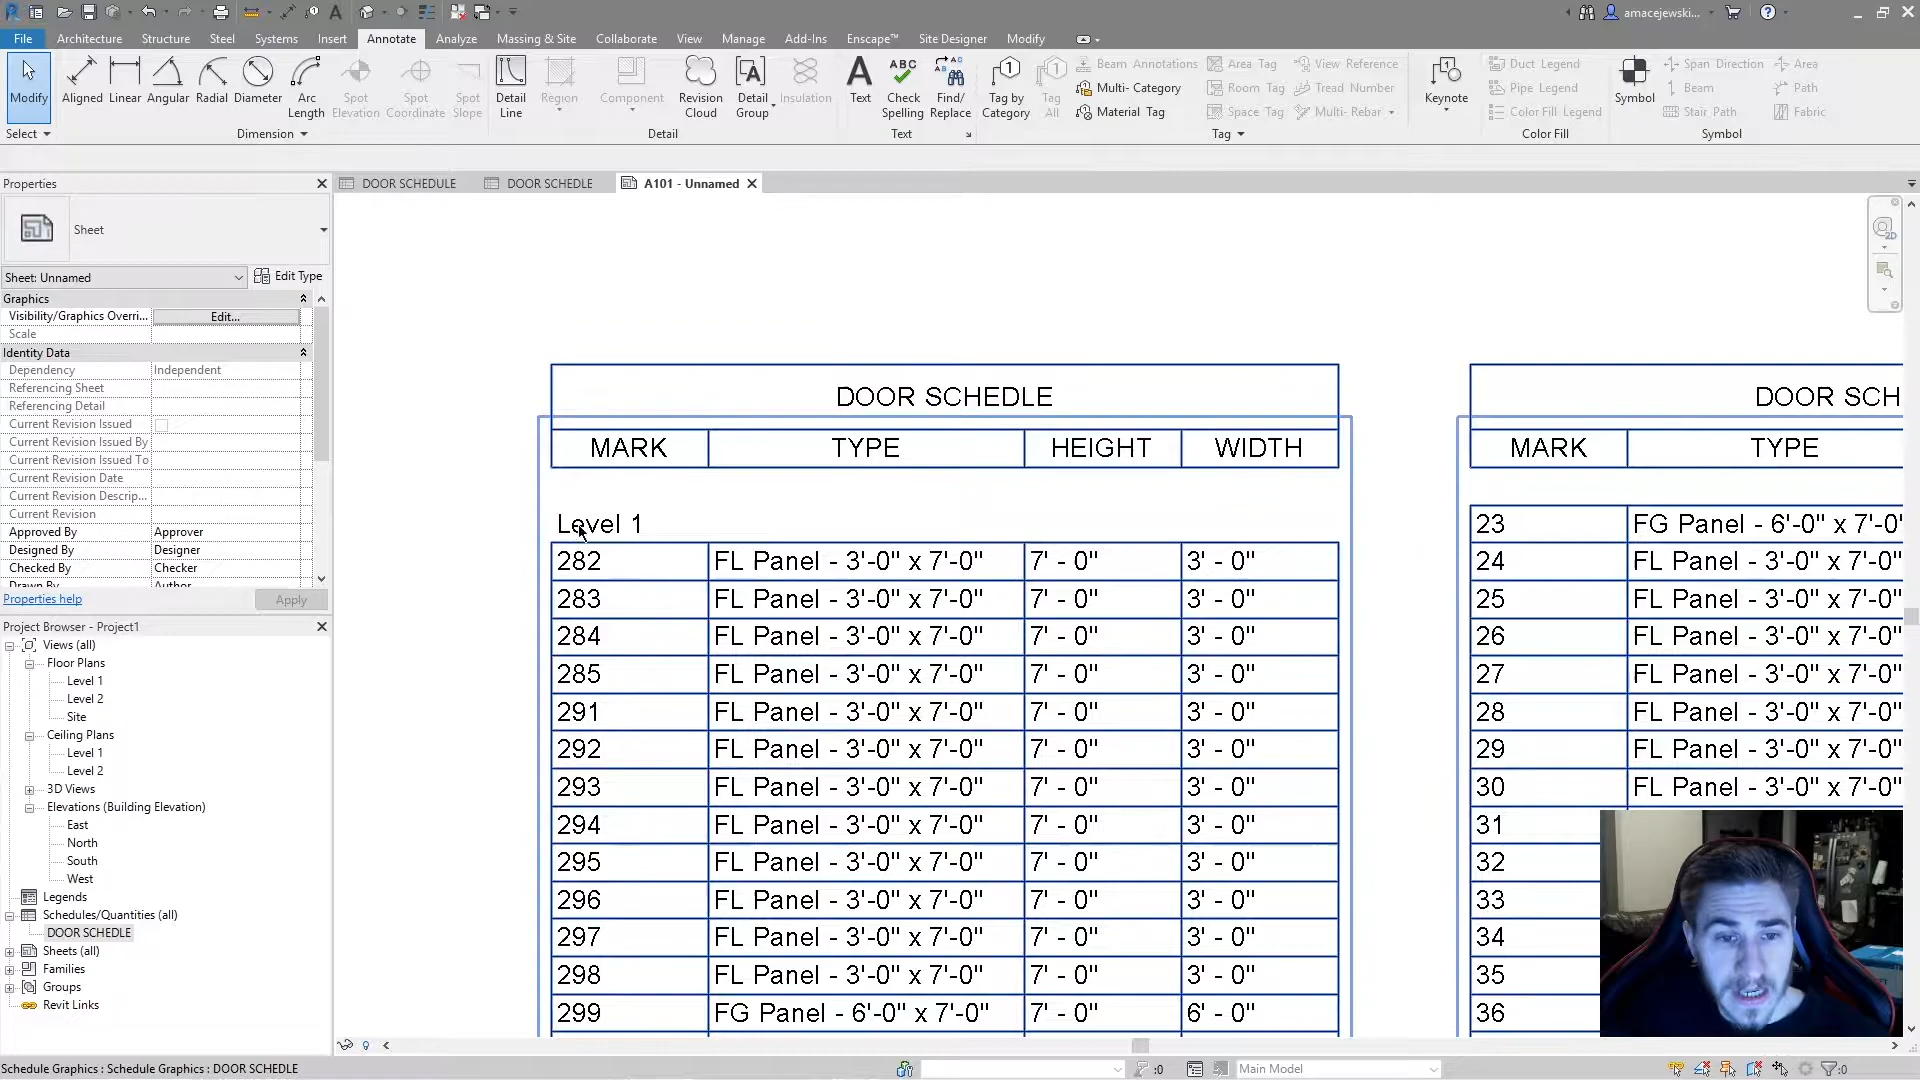 amacejewski...
File Architecture Structure Steel Systems Insert Annotate Analyze Massing & Site Collaborate View Manage Add-Ins Enscape™ Site Designer Modify
Modify Aligned Linear Angular Radial Diameter Arc Length Spot Elevation Spot Coordinate Spot Slope Detail Line Region Component Revision Cloud Detail Group Insulation Text Check Spelling Find/ Replace Tag by Category Tag All Beam Annotations Multi- Category Material Tag Area Tag Room Tag Space Tag View Reference Tread Number Multi- Rebar Keynote Duct Legend Pipe Legend Color Fill Legend Symbol Span Direction Beam Stair Path Area Path Fabric
Select Dimension Detail Text Tag Color Fill Symbol
Properties
DOOR SCHEDULE DOOR SCHEDLE A101 - Unnamed
Sheet
Sheet: Unnamed Edit Type
Graphics
Visibility/Graphics Overri... Edit...
Scale
Identity Data
Dependency Independent
Referencing Sheet
Referencing Detail
Current Revision Issued
Current Revision Issued By
Current Revision Issued To
Current Revision Date
Current Revision Descrip...
Current Revision
Approved By Approver
Designed By Designer
Checked By Checker
Drawn By Author
Properties help Apply
Project Browser - Project1
Views (all)
Floor Plans
Level 1
Level 2
Site
Ceiling Plans
Level 1
Level 2
3D Views
Elevations (Building Elevation)
East
North
South
West
Legends
Schedules/Quantities (all)
DOOR SCHEDLE
Sheets (all)
Families
Groups
Revit Links
2D
DOOR SCHEDLE
MARK TYPE HEIGHT WIDTH
Level 1
282 FL Panel - 3'-0" x 7'-0" 7' - 0" 3' - 0"
283 FL Panel - 3'-0" x 7'-0" 7' - 0" 3' - 0"
284 FL Panel - 3'-0" x 7'-0" 7' - 0" 3' - 0"
285 FL Panel - 3'-0" x 7'-0" 7' - 0" 3' - 0"
291 FL Panel - 3'-0" x 7'-0" 7' - 0" 3' - 0"
292 FL Panel - 3'-0" x 7'-0" 7' - 0" 3' - 0"
293 FL Panel - 3'-0" x 7'-0" 7' - 0" 3' - 0"
294 FL Panel - 3'-0" x 7'-0" 7' - 0" 3' - 0"
295 FL Panel - 3'-0" x 7'-0" 7' - 0" 3' - 0"
296 FL Panel - 3'-0" x 7'-0" 7' - 0" 3' - 0"
297 FL Panel - 3'-0" x 7'-0" 7' - 0" 3' - 0"
298 FL Panel - 3'-0" x 7'-0" 7' - 0" 3' - 0"
299 FG Panel - 6'-0" x 7'-0" 7' - 0" 6' - 0"
DOOR SCH
MARK TYPE
23 FG Panel - 6'-0" x 7'-0"
24 FL Panel - 3'-0" x 7'-0"
25 FL Panel - 3'-0" x 7'-0"
26 FL Panel - 3'-0" x 7'-0"
27 FL Panel - 3'-0" x 7'-0"
28 FL Panel - 3'-0" x 7'-0"
29 FL Panel - 3'-0" x 7'-0"
30 FL Panel - 3'-0" x 7'-0"
31
32
33
34
35
36
Schedule Graphics : Schedule Graphics : DOOR SCHEDLE :0 Main Model :0